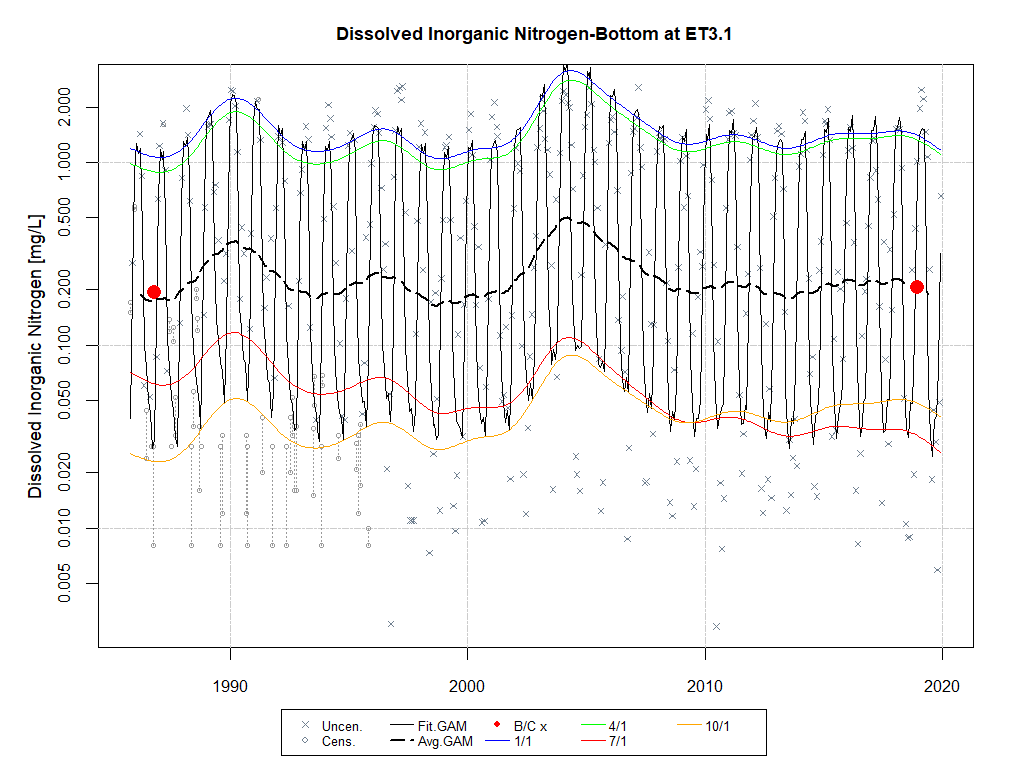 Dissolved Inorganic Nitrogen-Bottom at ET3.1
Dissolved Inorganic Nitrogen [mg/L]
2.000
1.000
0.500
0.200
0.100
0.050
0.020
0.010
0.005
1990 2000 2010 2020
Uncen. Fit.GAM B/C x 4/1 10/1
Cens. Avg.GAM 1/1 7/1